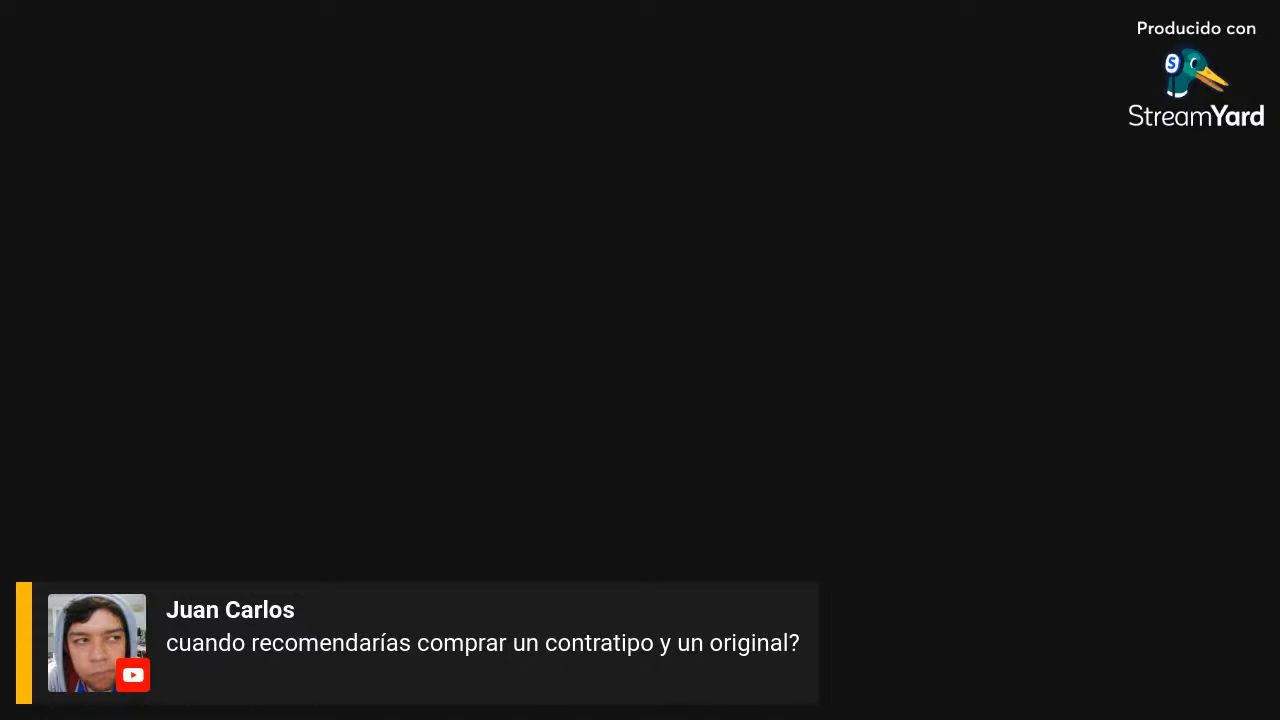 Producido con
S
StreamYard
Juan Carlos
cuando recomendarías comprar un contratipo y un original?